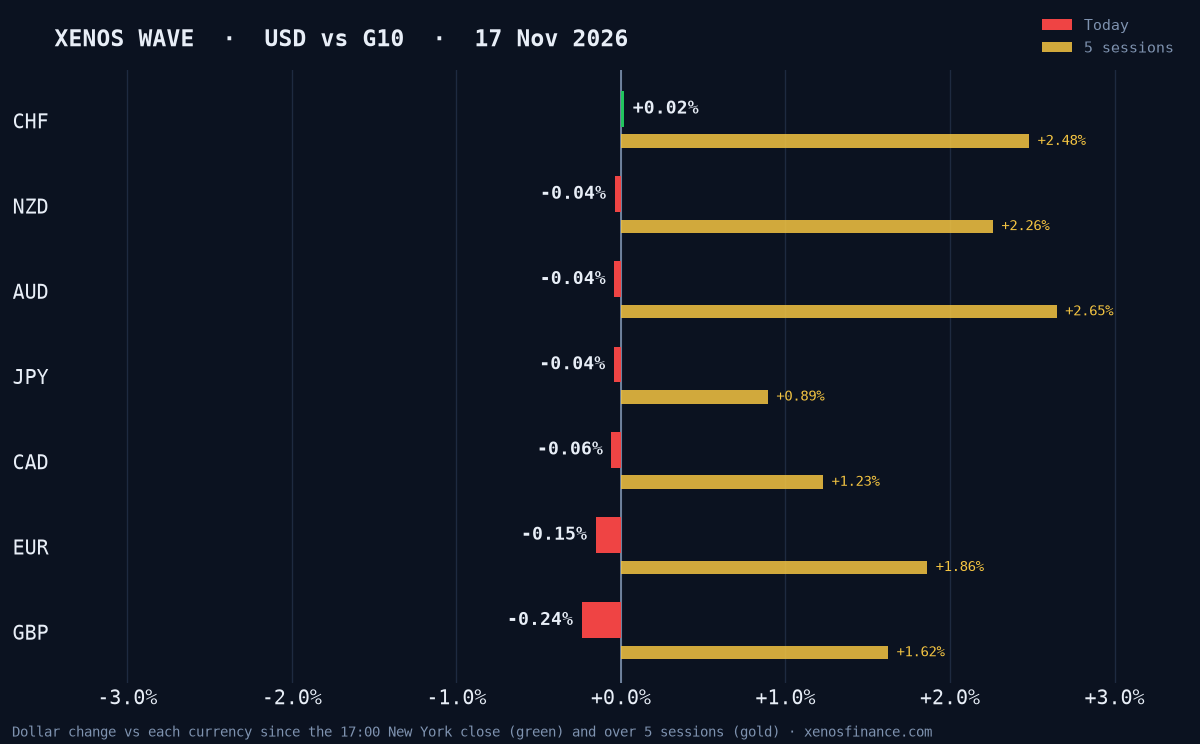 XENOS WAVE · USD vs G10 · 17 Nov 2026
Today
5 sessions
CHF
+0.02%
+2.48%
NZD
-0.04%
+2.26%
AUD
-0.04%
+2.65%
JPY
-0.04%
+0.89%
CAD
-0.06%
+1.23%
EUR
-0.15%
+1.86%
GBP
-0.24%
+1.62%
-3.0% -2.0% -1.0% +0.0% +1.0% +2.0% +3.0%
Dollar change vs each currency since the 17:00 New York close (green) and over 5 sessions (gold) · xenosfinance.com